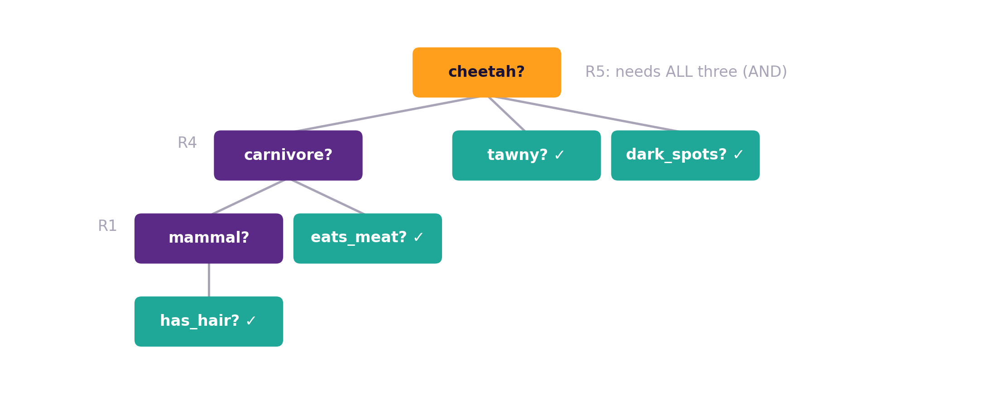 cheetah?
R5: needs ALL three (AND)
R4
carnivore?
tawny? ✓
dark_spots? ✓
R1
mammal?
eats_meat? ✓
has_hair? ✓